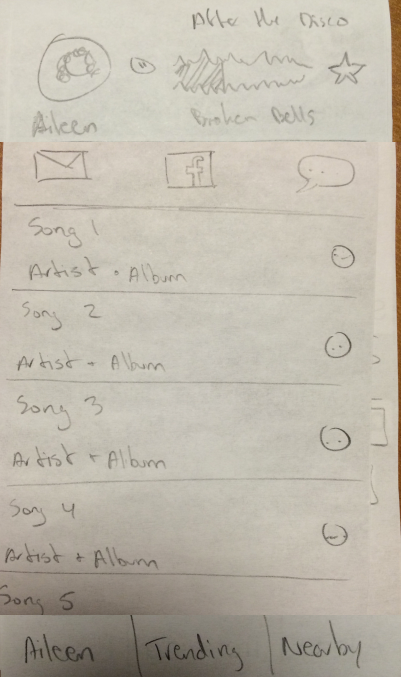 After the Disco
Aileen
Broken Bells
f
Song 1
Artist • Album
Song 2
Artist + Album
Song 3
Artist + Album
Song 4
Artist + Album
Song 5
Aileen
Trending
Nearby